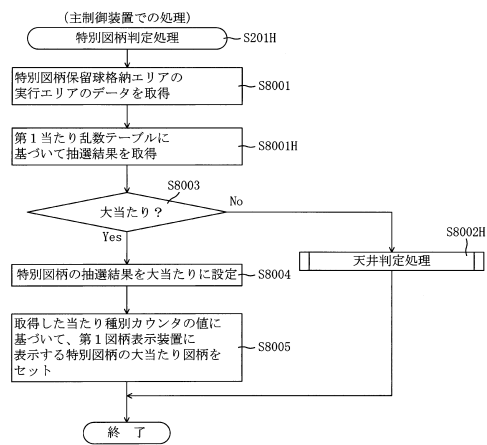 （主制御装置での処理）
特別図柄判定処理
S201H
特別図柄保留球格納エリアの
実行エリアのデータを取得
S8001
第１当たり乱数テーブルに
基づいて抽選結果を取得
S8001H
S8003
大当たり？
No
Yes
S8002H
天井判定処理
特別図柄の抽選結果を大当たりに設定
S8004
取得した当たり種別カウンタの値に
基づいて、第１図柄表示装置に
表示する特別図柄の大当たり図柄を
セット
S8005
終　了